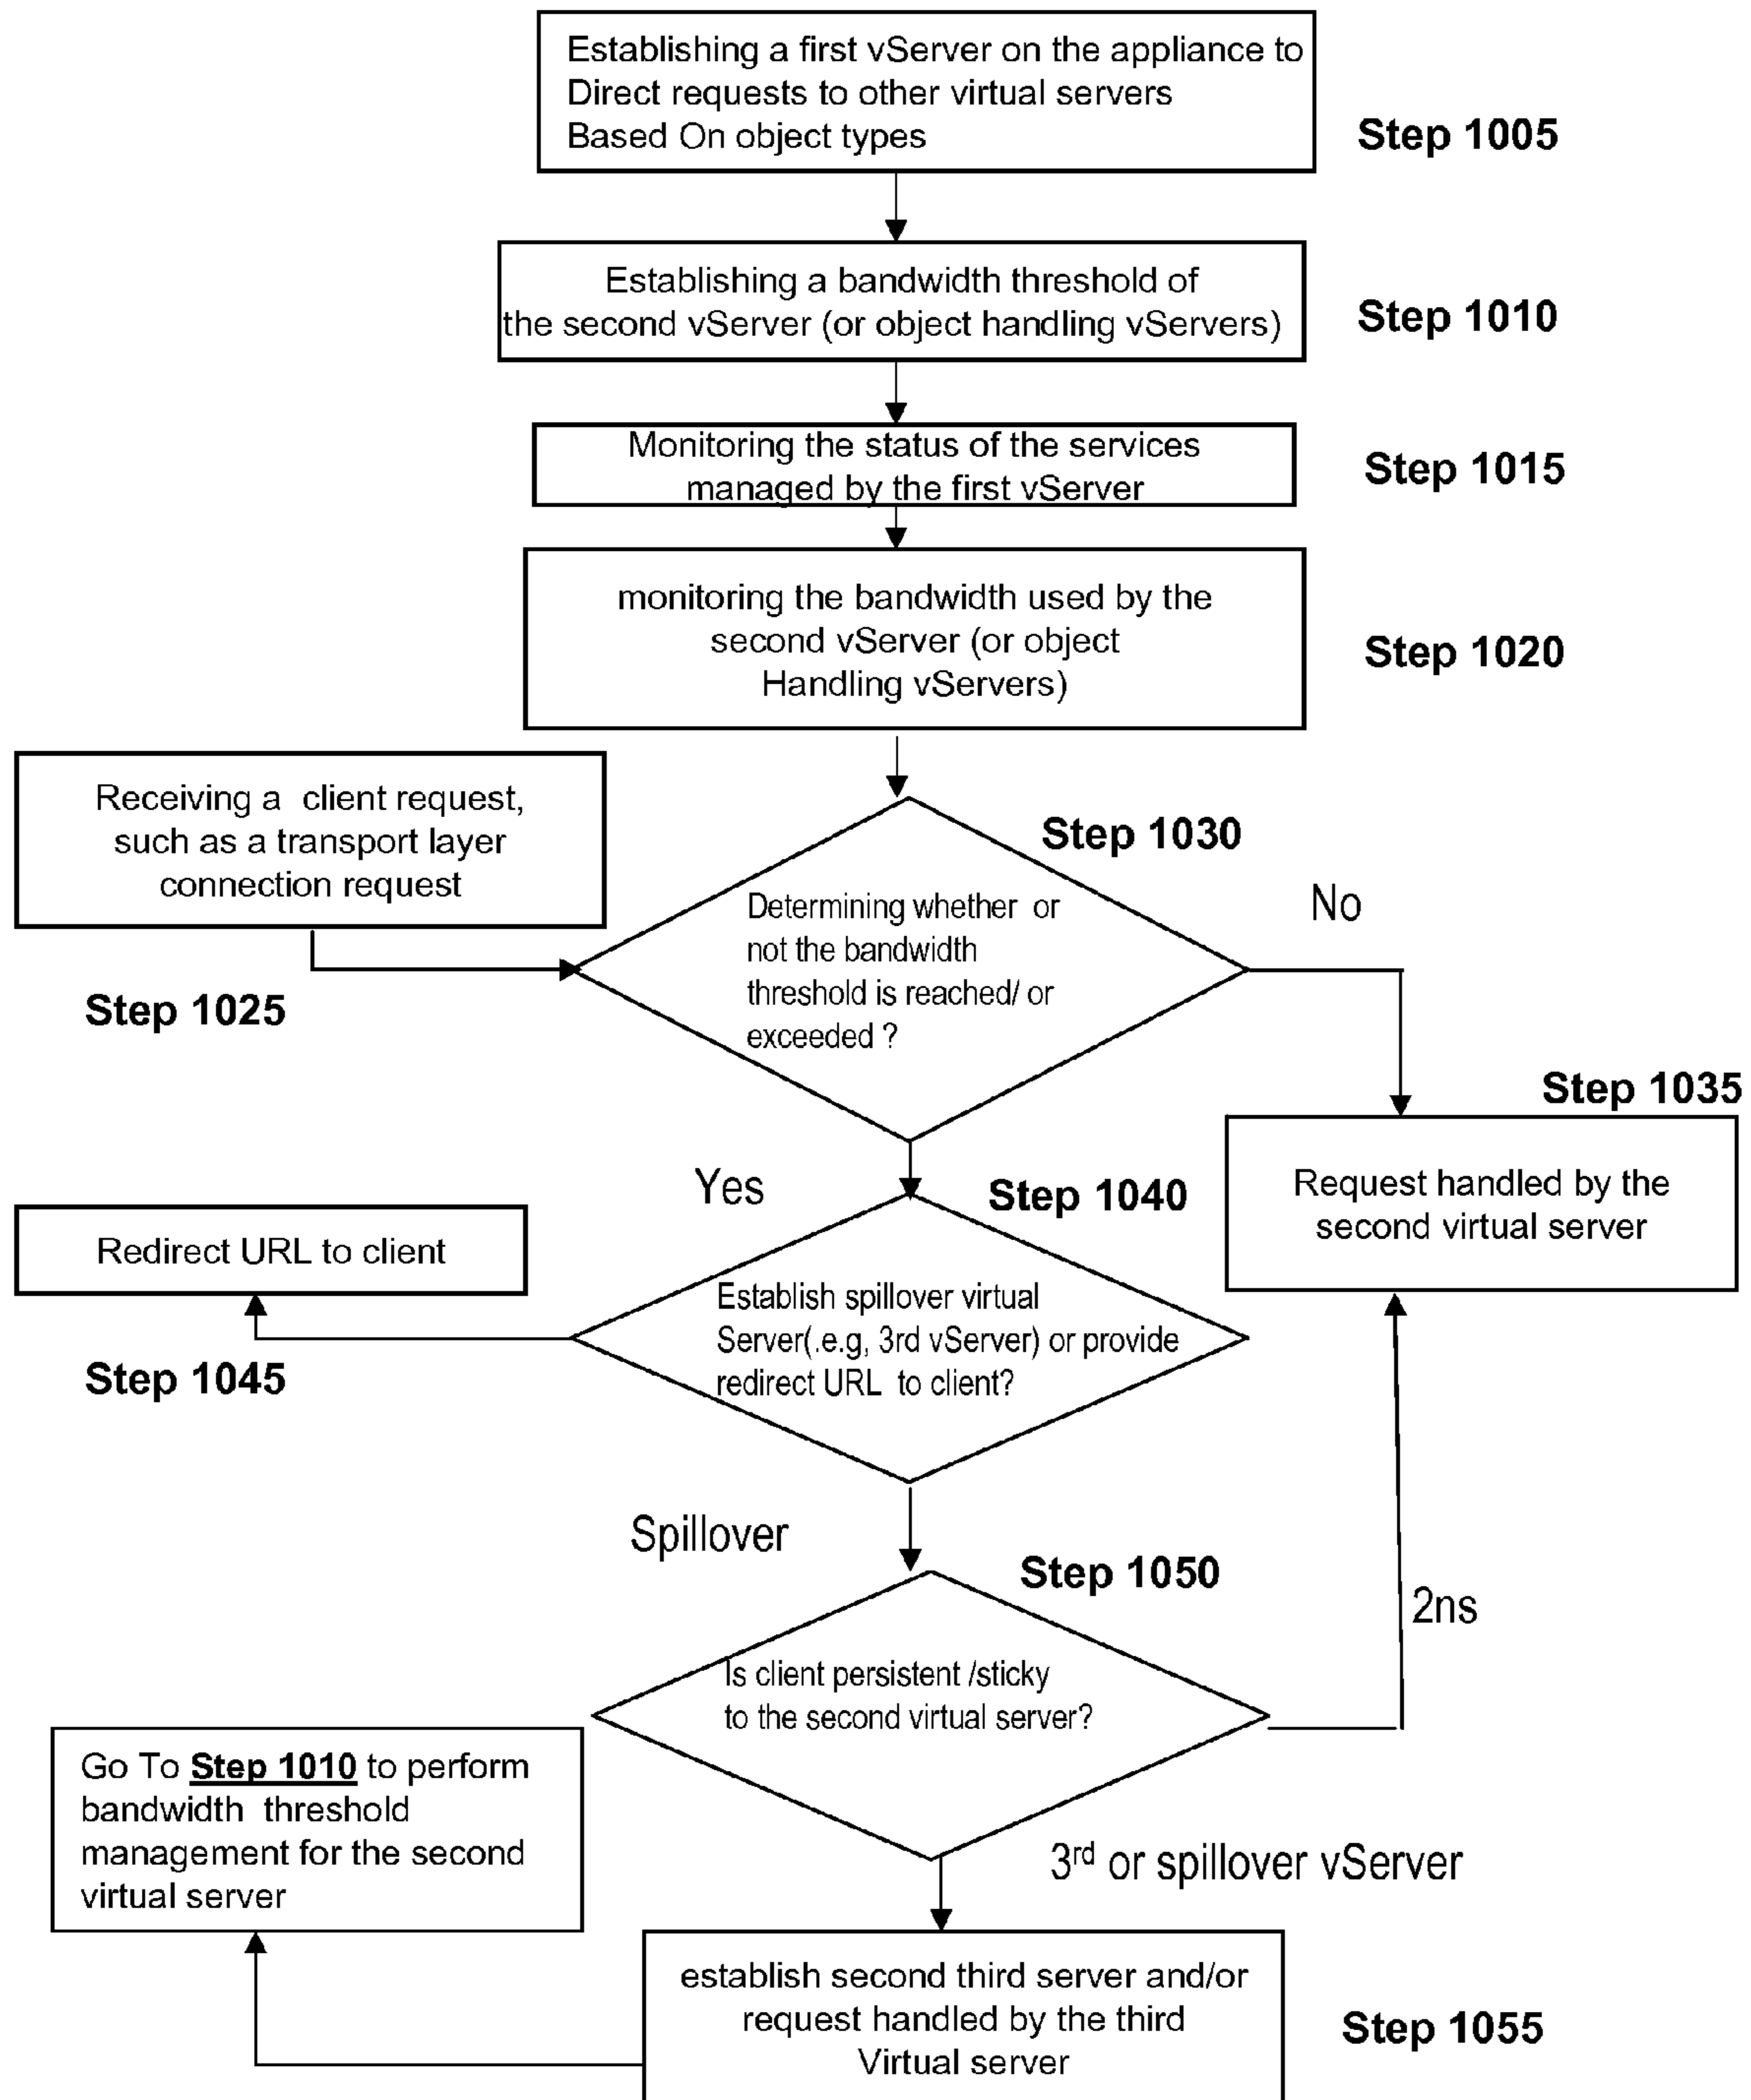 Establishing a first vServer on the appliance to
Direct requests to other virtual servers
Based On object types
Step 1005
Establishing a bandwidth threshold of
the second vServer (or object handling vServers)
Step 1010
Monitoring the status of the services
managed by the first vServer
Step 1015
monitoring the bandwidth used by the
second vServer (or object
Handling vServers)
Step 1020
Receiving a client request,
such as a transport layer
connection request
Step 1025
Step 1030
Determining whether or
not the bandwidth
threshold is reached/ or
exceeded ?
No
Step 1035
Request handled by the
second virtual server
Yes
Step 1040
Establish spillover virtual
Server(.e.g, 3rd vServer) or provide
redirect URL to client?
Redirect URL to client
Step 1045
Spillover
Step 1050
Is client persistent /sticky
to the second virtual server?
2ns
3rd or spillover vServer
Go To Step 1010 to perform
bandwidth threshold
management for the second
virtual server
establish second third server and/or
request handled by the third
Virtual server
Step 1055